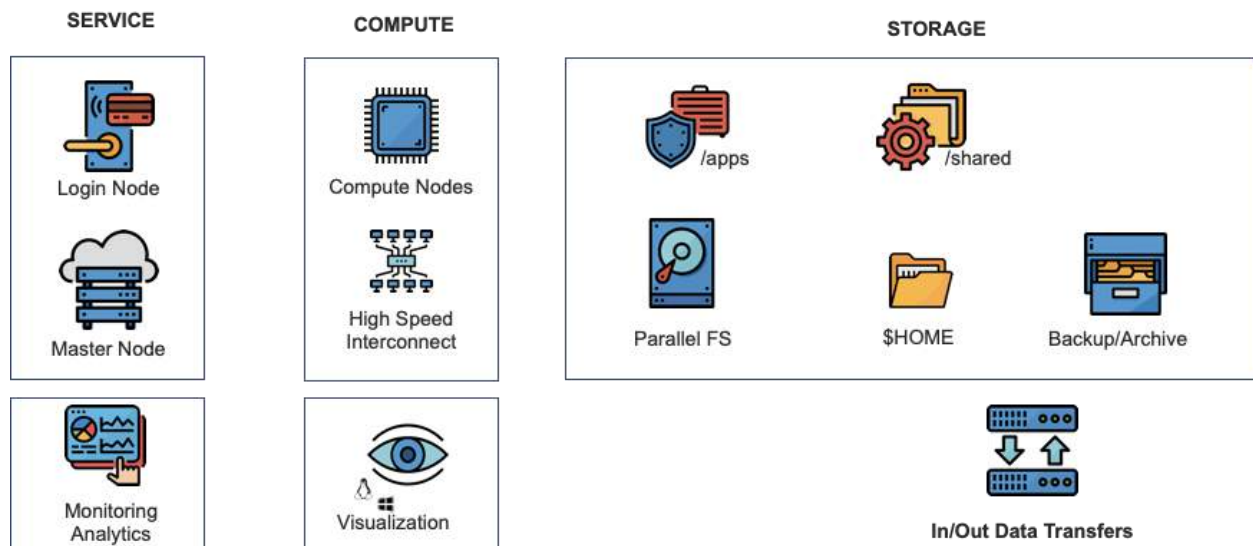 SERVICE
COMPUTE
STORAGE
Login Node
Master Node
Compute Nodes
High Speed
Interconnect
/apps
/shared
Parallel FS
$HOME
Backup/Archive
Monitoring
Analytics
Visualization
In/Out Data Transfers